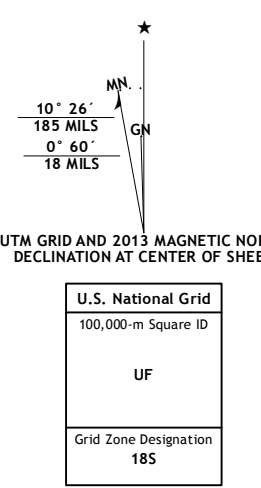 ★
MN
10° 26´
185 MILS
GN
0° 60´
18 MILS
UTM GRID AND 2013 MAGNETIC NO
DECLINATION AT CENTER OF SHEE
U.S. National Grid
100,000-m Square ID
UF
Grid Zone Designation
18S